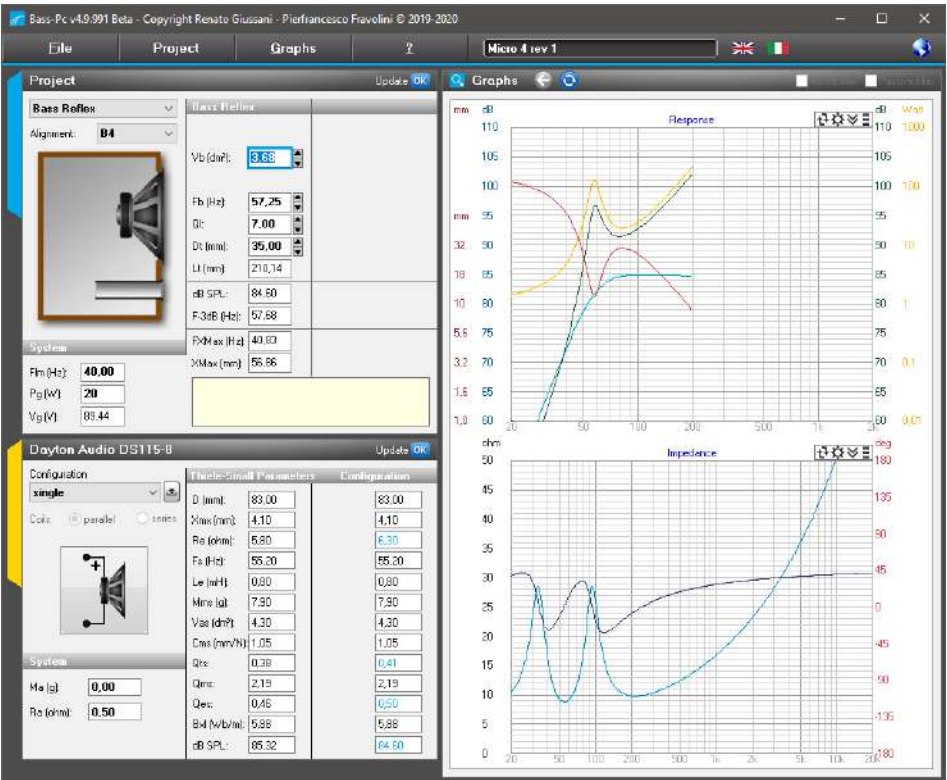 Bass-Pc v4.9.991 Beta - Copyright Renato Giussani - Pierfrancesco Fravolini © 2019-2020
File Project Graphs ? Micro 4 rev 1
Project Update OK
Bass Reflex
Alignment: B4
Bass Reflex
Vb (dm³): 3,68
Fb (Hz): 57,25
Ql: 7.00
Dt (mm): 35,00
Lt (mm): 210,14
dB SPL: 84.60
F-3dB (Hz): 57,68
FXMax (Hz) 40,83
XMax (mm) 56,86
System
Flm (Hz): 40,00
Pg (W) 20
Vg (V): 89,44
Dayton Audio DS115-8 Update OK
Configuration
single
Coils: parallel series
Thiele-Small Parameters Configuration
D (mm): 83,00 83,00
Xmx (mm): 4,10 4,10
Re (ohm): 5,80 6,30
Fs (Hz): 55,20 55,20
Le (mH): 0,80 0,80
Mms (g): 7,90 7,90
Vas (dm³): 4,30 4,30
Cms (mm/N): 1,05 1,05
Qts: 0,38 0,41
Qms: 2,19 2,19
Qes: 0,46 0,50
Bxl (Wb/m): 5,88 5,88
dB SPL: 85,32 84,60
System
Ma (g): 0,00
Ra (ohm): 0.50
Graphs
mm dB Response dB Watt
110 110 1000
105 105
100 100 100
mm 95 95
32 90 90 10
18 85 85
10 80 80 1
5,6 75 75
3,2 70 70 0,1
1,8 65 65
1,0 60 60 0,01
20 50 100 200 500 1k 2k
ohm Impedance deg
50 180
45 135
40
35 90
30 45
25 0
20 -45
15
10 -90
5 -135
0 -180
20 50 100 200 500 1k 2k 5k 10k 20k